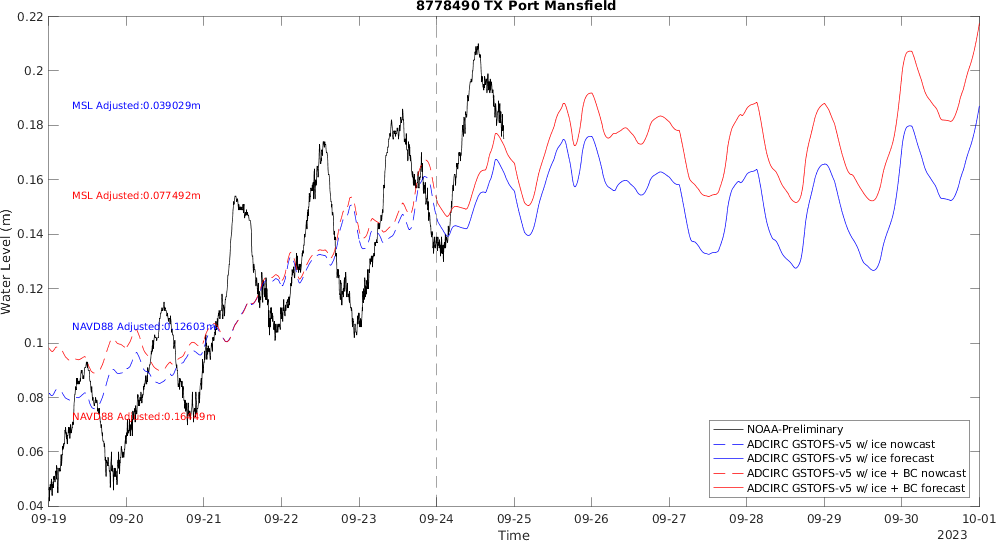 8778490 TX Port Mansfield
0.22
0.2
0.18
0.16
0.14
0.12
0.1
0.08
0.06
0.04
Water Level (m)
MSL Adjusted:0.039029m
MSL Adjusted:0.077492m
NAVD88 Adjusted:0.12603m
NAVD88 Adjusted:
NOAA-Preliminary
ADCIRC GSTOFS-v5 w/ ice nowcast
ADCIRC GSTOFS-v5 w/ ice forecast
ADCIRC GSTOFS-v5 w/ ice + BC nowcast
ADCIRC GSTOFS-v5 w/ ice + BC forecast
09-19 09-20 09-21 09-22 09-23 09-24 09-25 09-26 09-27 09-28 09-29 09-30 10-01
Time
2023